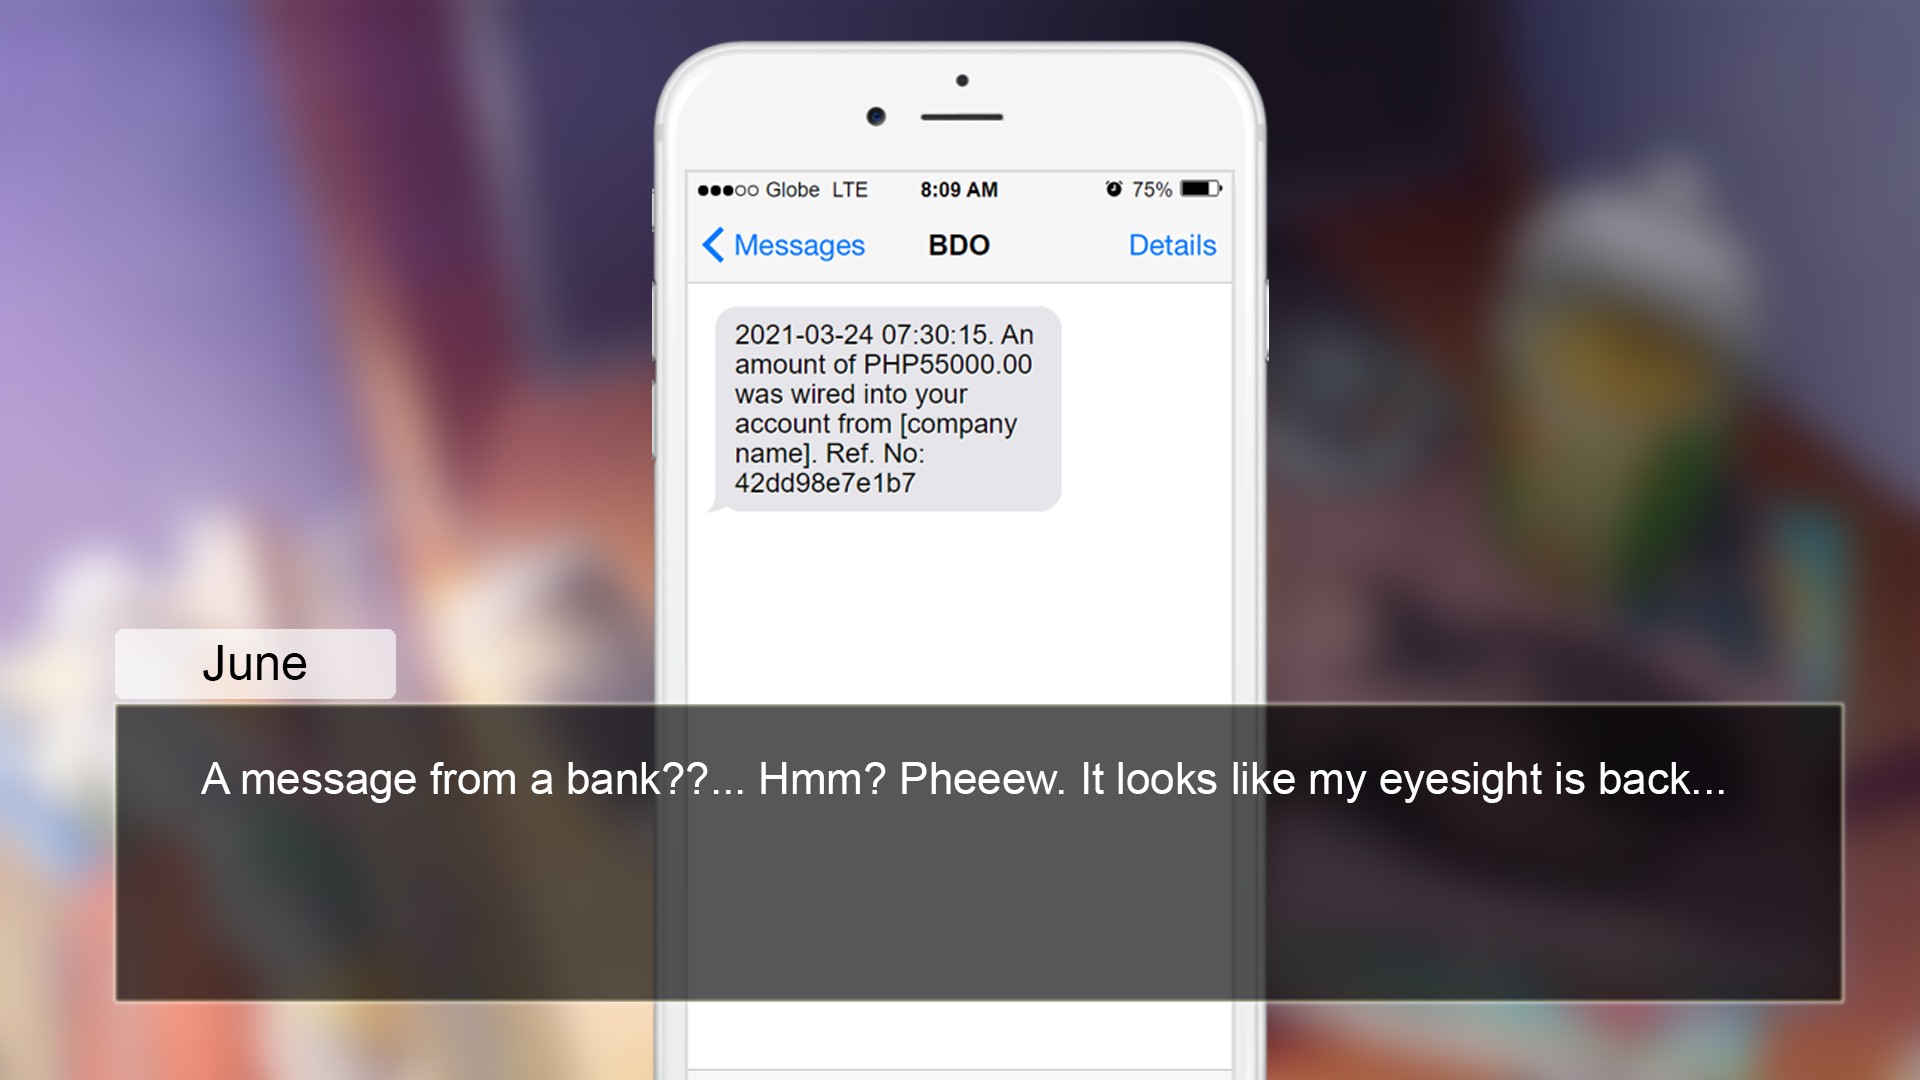 Globe LTE 8:09 AM 75%
Messages BDO Details
2021-03-24 07:30:15. An
amount of PHP55000.00
was wired into your
account from [company
name]. Ref. No:
42dd98e7e1b7
June
A message from a bank??... Hmm? Pheeew. It looks like my eyesight is back...